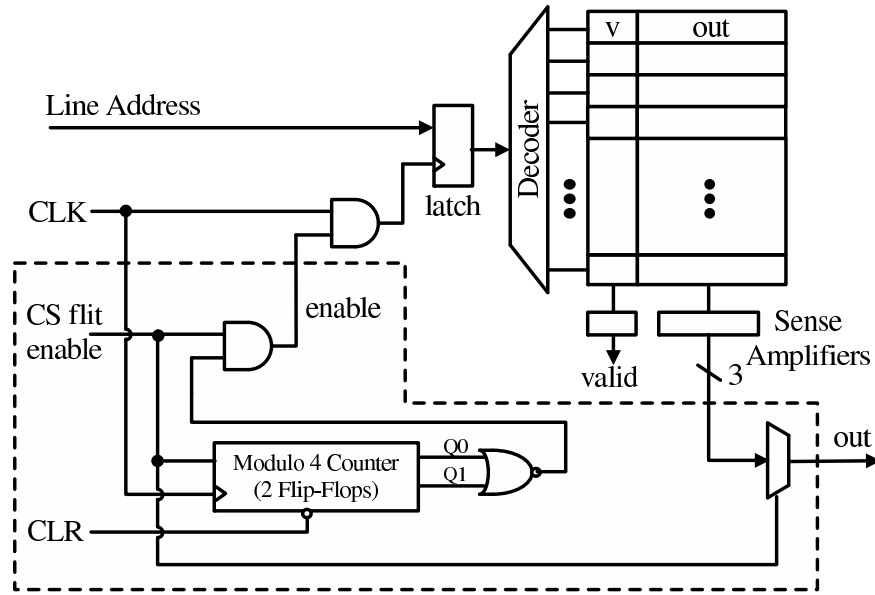 v out
Line Address
Decoder
latch
CLK
CS flit
enable
enable
Sense
Amplifiers
valid
3
out
Modulo 4 Counter
(2 Flip-Flops)
Q0
Q1
CLR